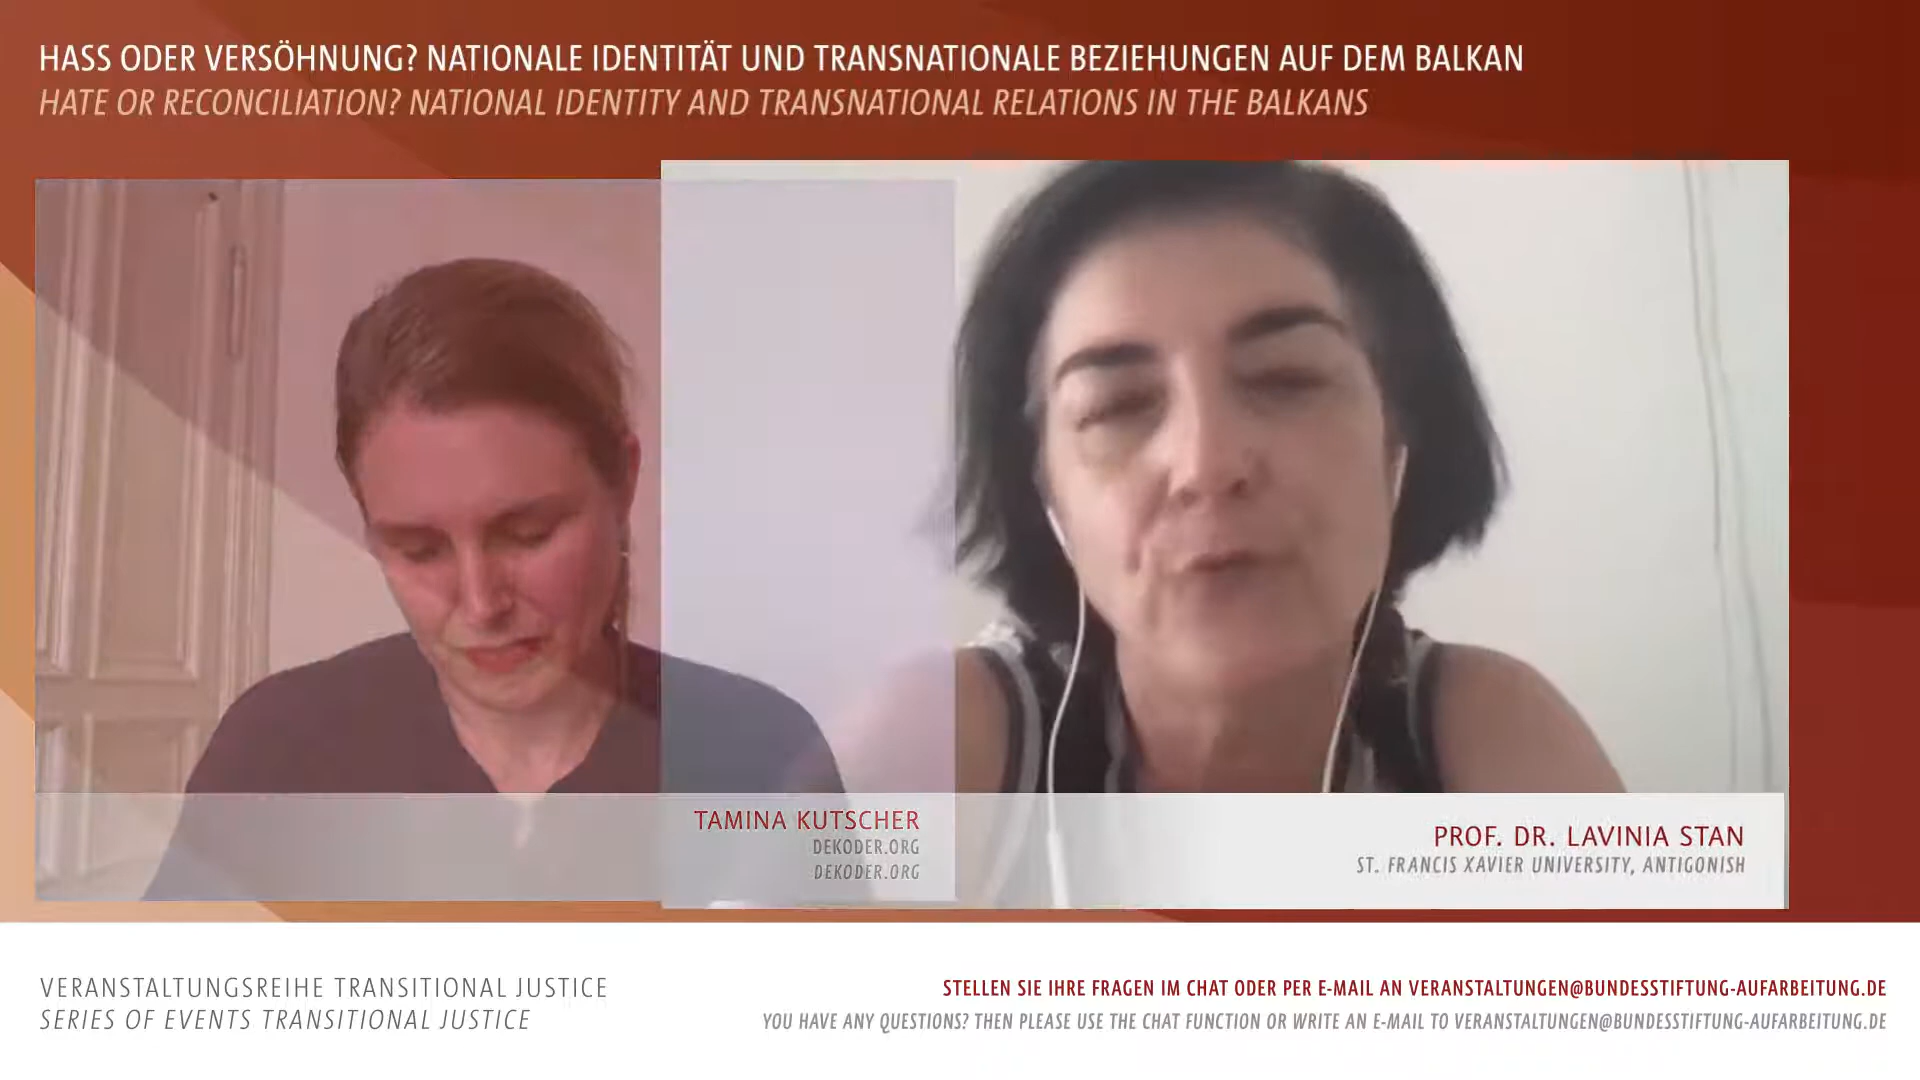 HASS ODER VERSÖHNUNG? NATIONALE IDENTITÄT UND TRANSNATIONALE BEZIEHUNGEN AUF DEM BALKAN
HATE OR RECONCILIATION? NATIONAL IDENTITY AND TRANSNATIONAL RELATIONS IN THE BALKANS
TAMINA KUTSCHER
DEKODER.ORG
DEKODER.ORG
PROF. DR. LAVINIA STAN
ST. FRANCIS XAVIER UNIVERSITY, ANTIGONISH
VERANSTALTUNGSREIHE TRANSITIONAL JUSTICE
SERIES OF EVENTS TRANSITIONAL JUSTICE
STELLEN SIE IHRE FRAGEN IM CHAT ODER PER E-MAIL AN VERANSTALTUNGEN@BUNDESSTIFTUNG-AUFARBEITUNG.DE
YOU HAVE ANY QUESTIONS? THEN PLEASE USE THE CHAT FUNCTION OR WRITE AN E-MAIL TO VERANSTALTUNGEN@BUNDESSTIFTUNG-AUFARBEITUNG.DE